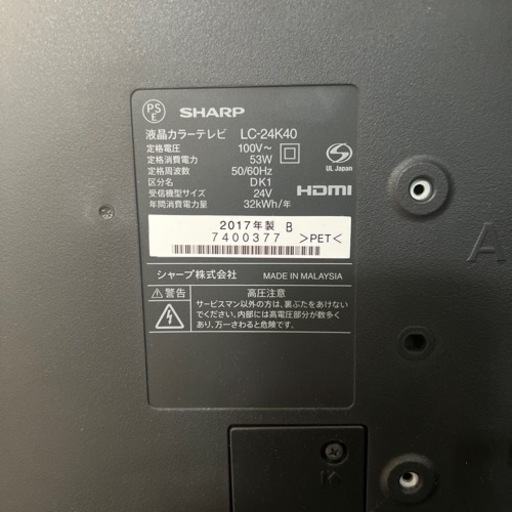 PS E SHARP
液晶カラーテレビ LC-24K40
定格電圧 100V～
定格消費電力 53W
定格周波数 50/60Hz
区分名 DK1
受信機型サイズ 24V
年間消費電力量 32kWh/年
UL Japan
HDMI
2017年製 B
7400377 >PET<
シャープ株式会社 MADE IN MALAYSIA
⚠警告 高圧注意
サービスマン以外の方は、裏ぶたをあけない
でください。内部には高電圧部分が数多く
あり、万一さわると危険です。
A